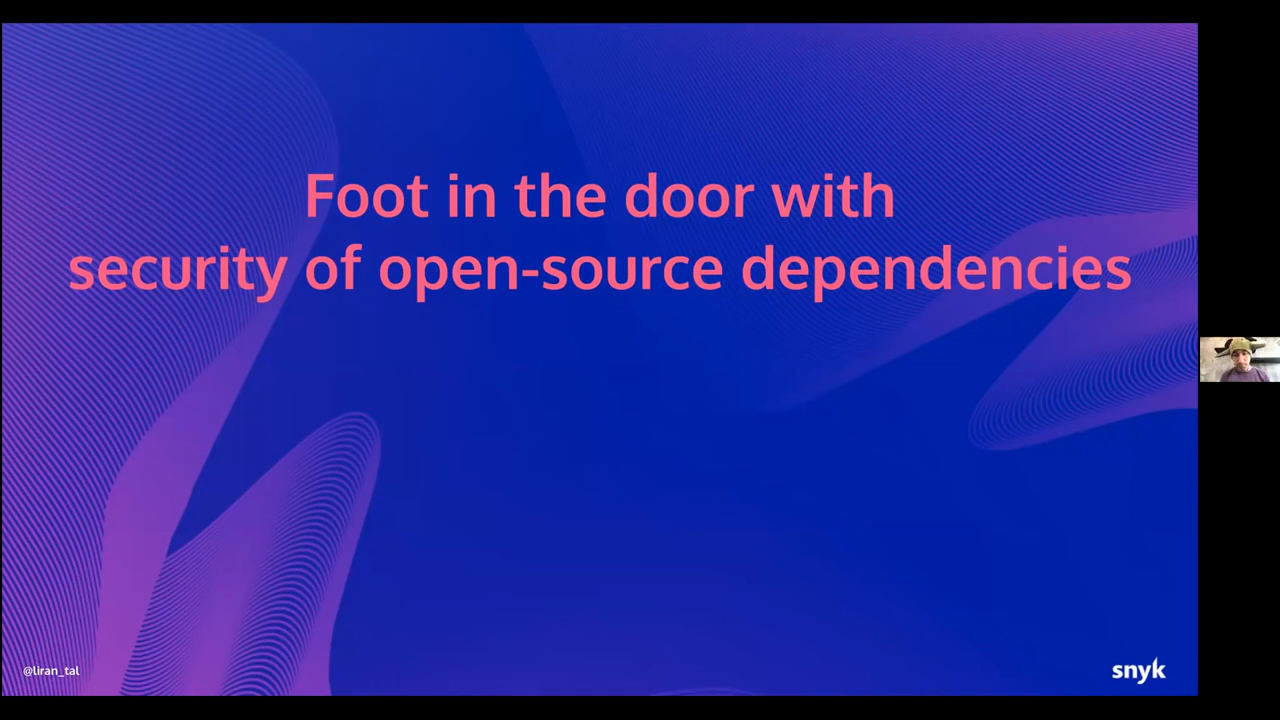 Foot in the door with
security of open-source dependencies
@liran_tal
snyk